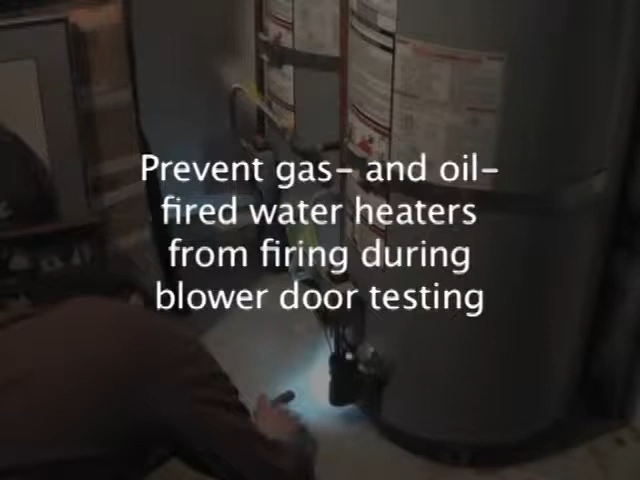 Prevent gas- and oil-
fired water heaters
from firing during
blower door testing